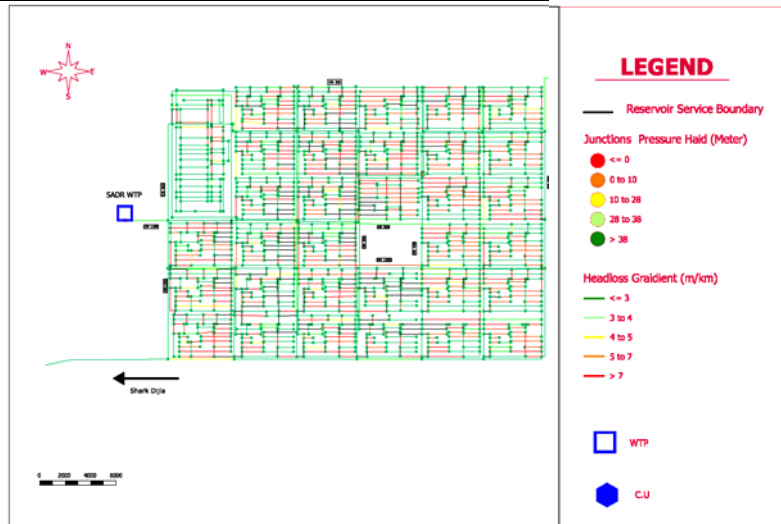 N
W E
S
SADR WTP
Shark Dijla
0 2000 4000 6000
LEGEND
Reservoir Service Boundary
Junctions Pressure Haid (Meter)
<= 0
0 to 10
10 to 28
28 to 38
> 38
Headloss Graidient (m/km)
<= 3
3 to 4
4 to 5
5 to 7
> 7
WTP
C.U